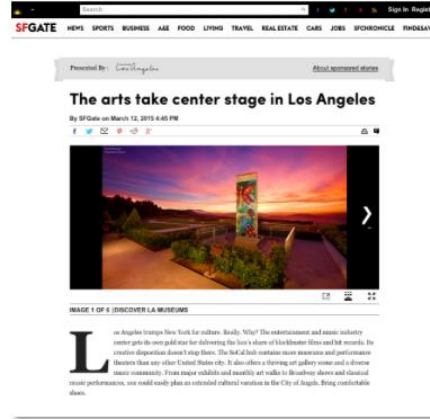 Search
Sign In
SFGATE NEWS SPORTS BUSINESS A&E FOOD LIVING TRAVEL REAL ESTATE CARS JOBS SFCHRONICLE
Presented By: Los Angeles
About sponsored stories
The arts take center stage in Los Angeles
By SFGate on March 12, 2015 4:45 PM
IMAGE 1 OF 6 |DISCOVER LA MUSEUMS
Los Angeles trumps New York for culture. Really. Why? The entertainment and music industry
center gets its own gold star for delivering the lion's share of blockbuster films and hit records. Its
creative disposition doesn't stop there. The SoCal hub contains more museums and performance
theaters than any other United States city. It also offers a thriving art gallery scene and a diverse
music community. From major exhibits and monthly art walks to Broadway shows and classical
music performances, one could easily plan an extended cultural vacation in the City of Angels. Bring comfortable
shoes.